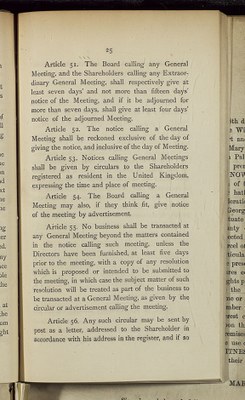 25
Article 51. The Board calling any General
Meeting, and the Shareholders calling any Extraor-
dinary General Meeting, shall respectively give at
least seven days' and not more than fifteen days'
notice of the Meeting, and if it be adjourned for
more than seven days, shall give at least four days'
notice of the adjourned Meeting.
Article 52. The notice calling a General
Meeting shall be reckoned exclusive of the day of
giving the notice, and inclusive of the day of Meeting.
Article 53. Notices calling General Meetings
shall be given by circulars to the Shareholders
registered as resident in the United Kingdom,
expressing the time and place of meeting.
Article 54. The Board calling a General
Meeting may also, if they think fit, give notice
of the meeting by advertisement.
Article 55. No business shall be transacted at
any General Meeting beyond the matters contained
in the notice calling such meeting, unless the
Directors have been furnished, at least five days
prior to the meeting, with a copy of any resolution
which is proposed or intended to be submitted to
the meeting, in which case the subject matter of such
resolution will be treated as part of the business to
be transacted at a General Meeting, as given by the
circular or advertisement calling the meeting.
Article 56. Any such circular may be sent by
post as a letter, addressed to the Shareholder in
accordance with his address in the register, and if so